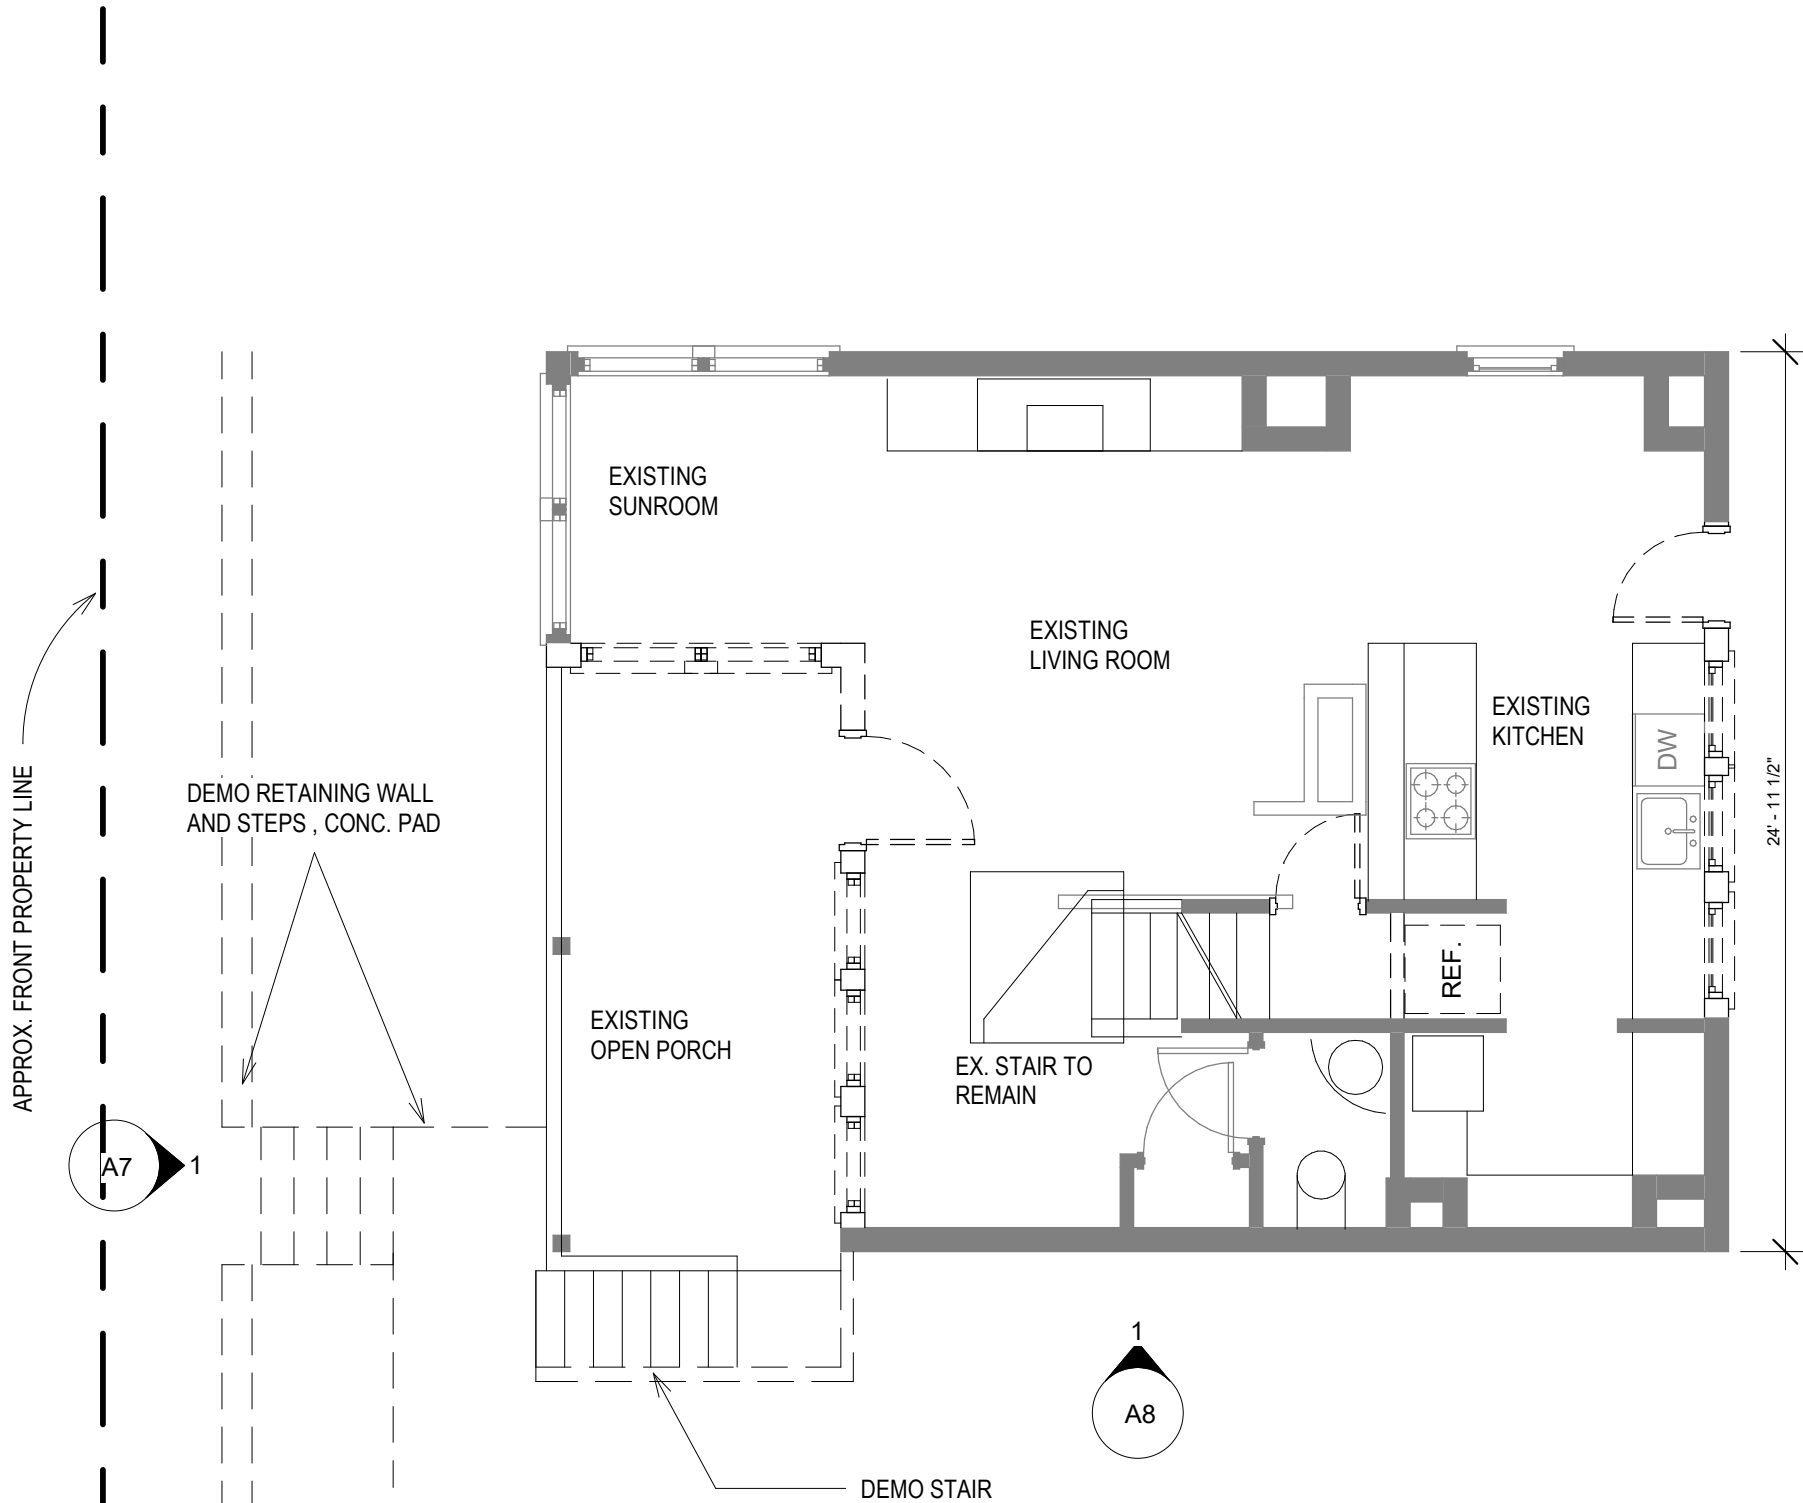 EXISTING
SUNROOM
EXISTING
LIVING ROOM
EXISTING
KITCHEN
DW
24' - 11 1/2"
APPROX. FRONT PROPERTY LINE
DEMO RETAINING WALL
AND STEPS , CONC. PAD
REF.
EXISTING
OPEN PORCH
EX. STAIR TO
REMAIN
A7
1
1
A8
DEMO STAIR